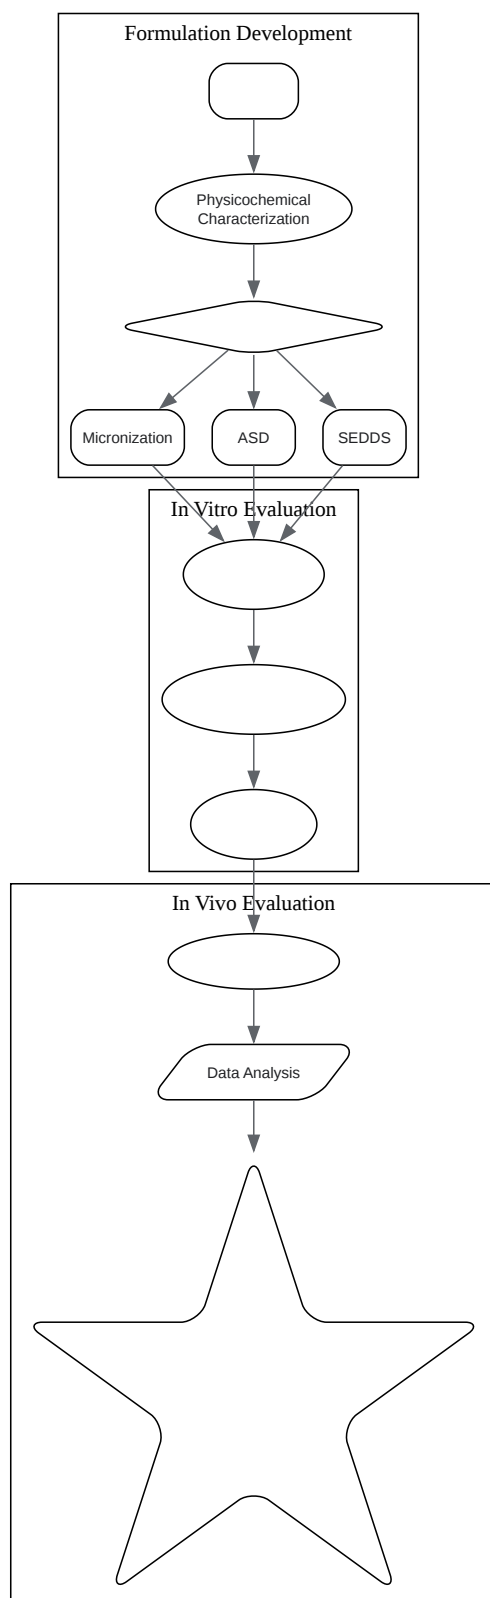 Formulation Development
Physicochemical
Characterization
Micronization
ASD
SEDDS
In Vitro Evaluation
In Vivo Evaluation
Data Analysis